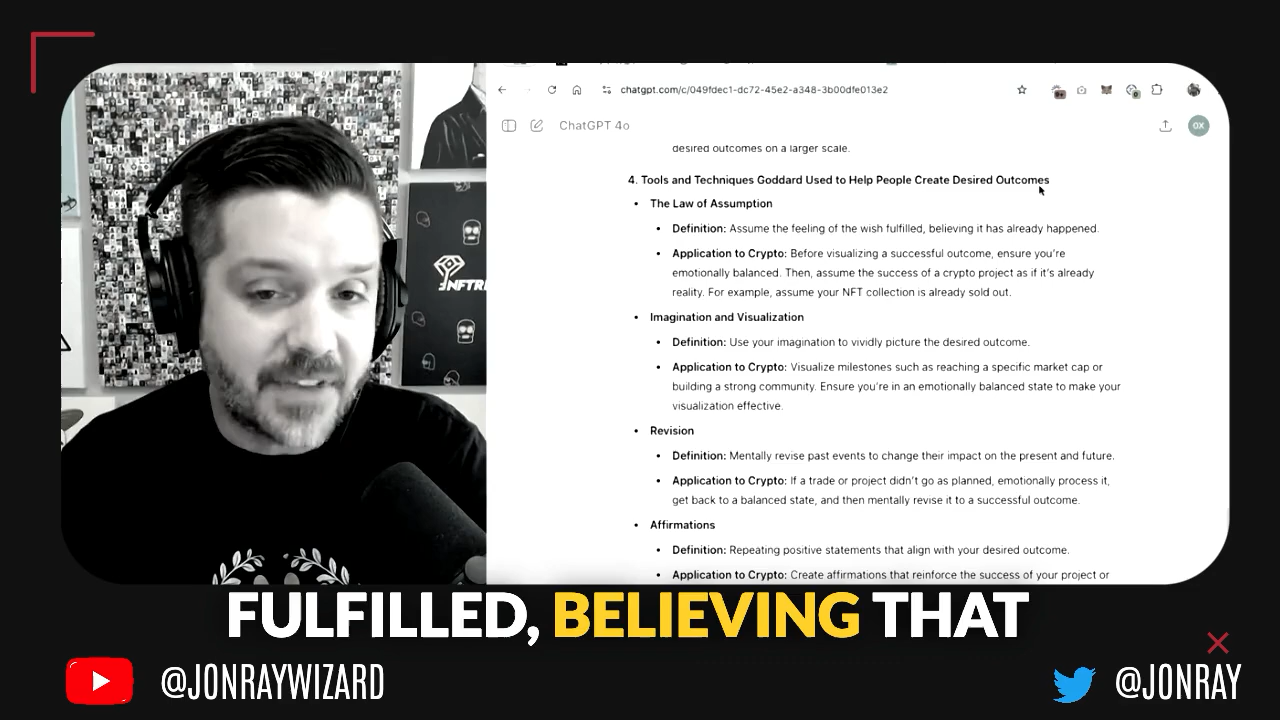 chatgpt.com/c/049fdec1-dc72-45e2-a348-3b00dfe013e2
ChatGPT 4o
GX
desired outcomes on a larger scale.
4. Tools and Techniques Goddard Used to Help People Create Desired Outcomes
• The Law of Assumption
• Definition: Assume the feeling of the wish fulfilled, believing it has already happened.
• Application to Crypto: Before visualizing a successful outcome, ensure you're
emotionally balanced. Then, assume the success of a crypto project as if it's already
reality. For example, assume your NFT collection is already sold out.
• Imagination and Visualization
• Definition: Use your imagination to vividly picture the desired outcome.
• Application to Crypto: Visualize milestones such as reaching a specific market cap or
building a strong community. Ensure you're in an emotionally balanced state to make your
visualization effective.
• Revision
• Definition: Mentally revise past events to change their impact on the present and future.
• Application to Crypto: If a trade or project didn't go as planned, emotionally process it,
get back to a balanced state, and then mentally revise it to a successful outcome.
• Affirmations
• Definition: Repeating positive statements that align with your desired outcome.
• Application to Crypto: Create affirmations that reinforce the success of your project or
FULFILLED, BELIEVING THAT
@JONRAYWIZARD
@JONRAY